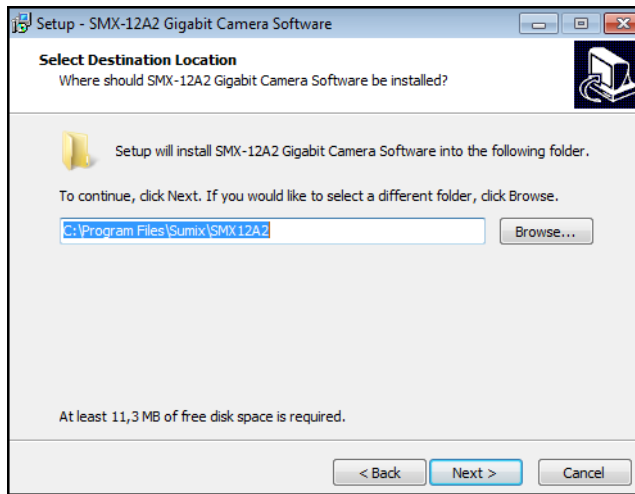 Setup - SMX-12A2 Gigabit Camera Software
Select Destination Location
Where should SMX-12A2 Gigabit Camera Software be installed?
Setup will install SMX-12A2 Gigabit Camera Software into the following folder.
To continue, click Next. If you would like to select a different folder, click Browse.
C:\Program Files\Sumix\SMX12A2
Browse...
At least 11,3 MB of free disk space is required.
< Back
Next >
Cancel